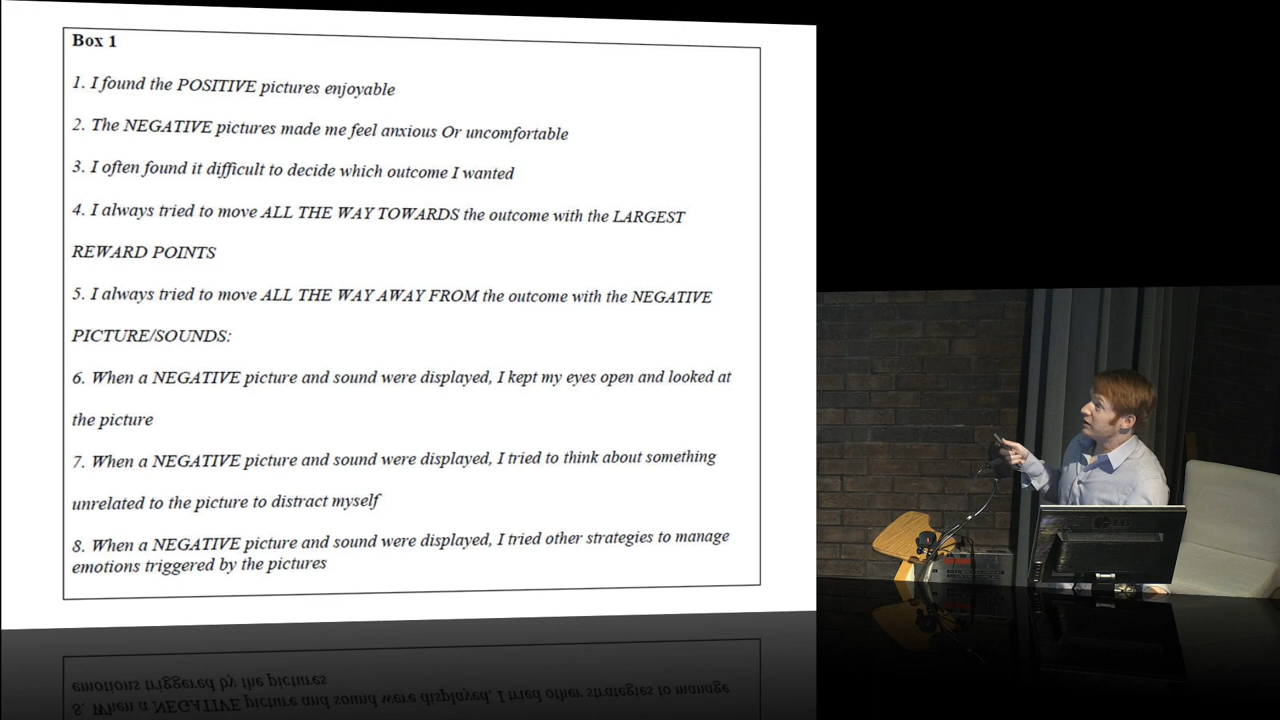 Box 1
1. I found the POSITIVE pictures enjoyable
2. The NEGATIVE pictures made me feel anxious Or uncomfortable
3. I often found it difficult to decide which outcome I wanted
4. I always tried to move ALL THE WAY TOWARDS the outcome with the LARGEST
REWARD POINTS
5. I always tried to move ALL THE WAY AWAY FROM the outcome with the NEGATIVE
PICTURE/SOUNDS:
6. When a NEGATIVE picture and sound were displayed, I kept my eyes open and looked at
the picture
7. When a NEGATIVE picture and sound were displayed, I tried to think about something
unrelated to the picture to distract myself
8. When a NEGATIVE picture and sound were displayed, I tried other strategies to manage
emotions triggered by the pictures
LG